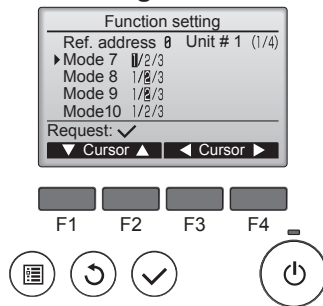 Function setting
Ref. address 0 Unit # 1 (1/4)
Mode 7 1/2/3
Mode 8 1/2/3
Mode 9 1/2/3
Mode10 1/2/3
Request: ✓
▼ Cursor ▲ ◀ Cursor ▶
F1 F2 F3 F4